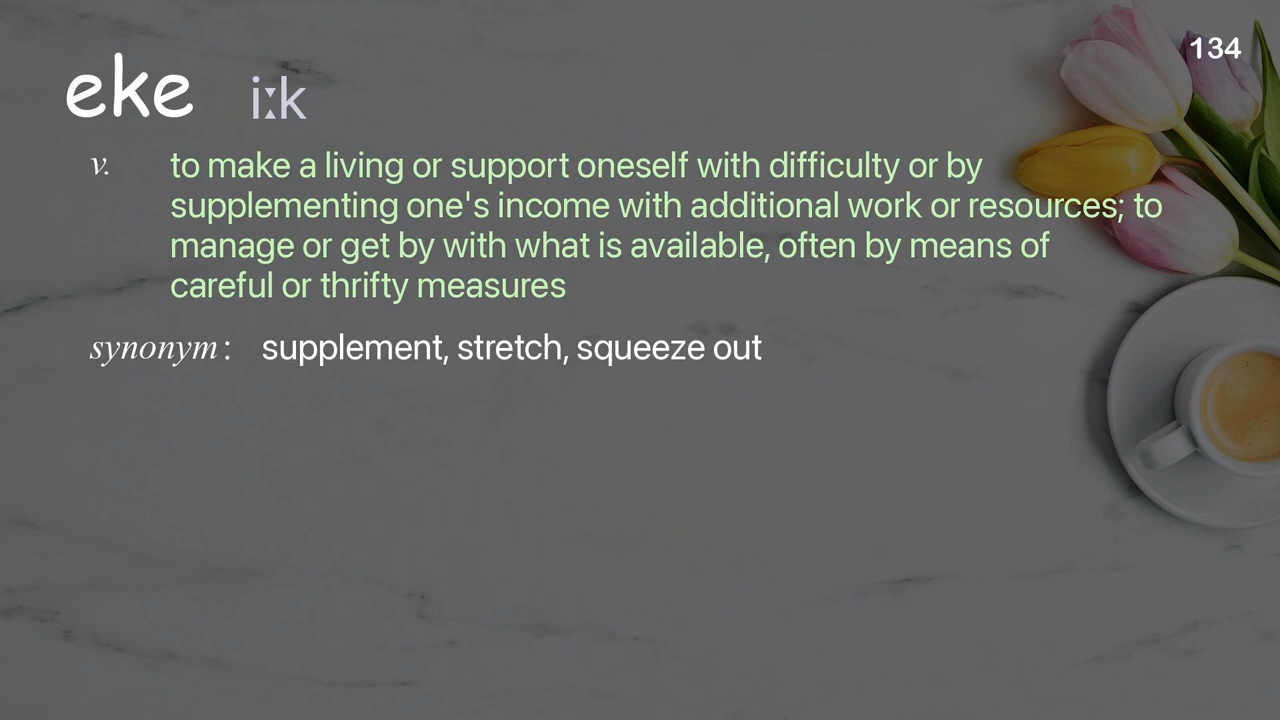 134
eke iːk
v. to make a living or support oneself with difficulty or by
supplementing one's income with additional work or resources; to
manage or get by with what is available, often by means of
careful or thrifty measures
synonym: supplement, stretch, squeeze out